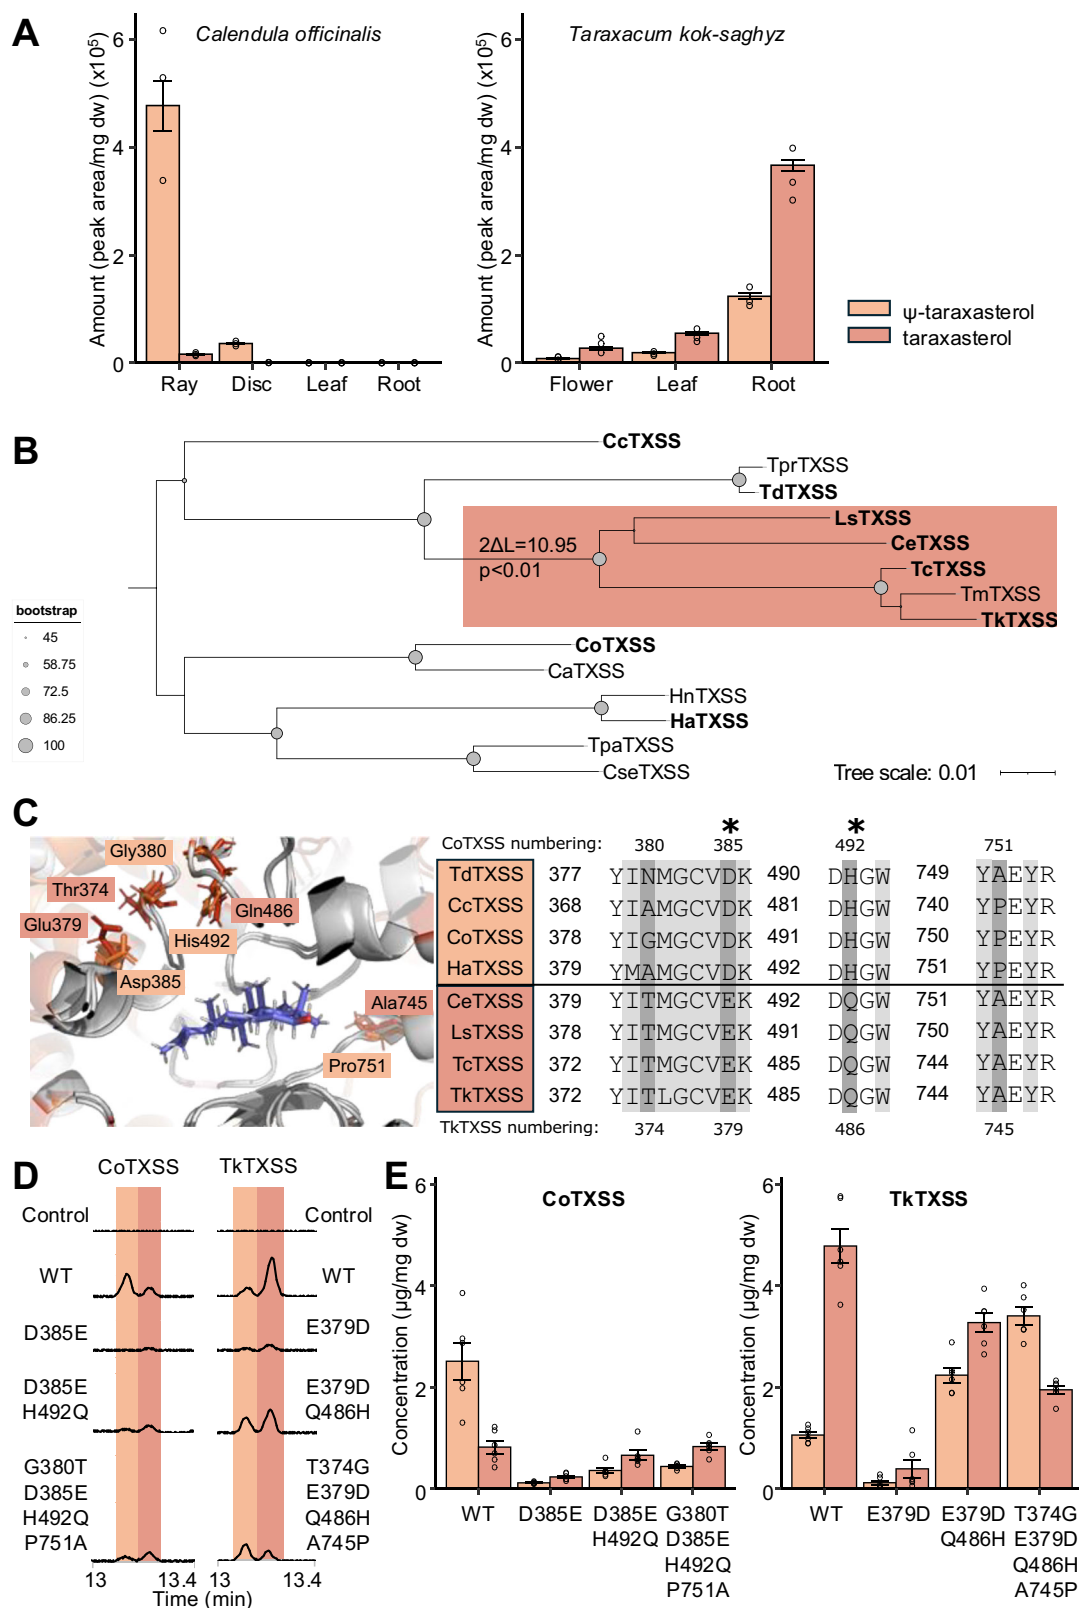 A
Calendula officinalis
Taraxacum kok-saghyz
Amount (peak area/mg dw) (x10⁵)
6
4
2
0
Ray Disc Leaf Root
Amount (peak area/mg dw) (x10⁵)
6
4
2
0
Flower Leaf Root
ψ-taraxasterol
taraxasterol
B
CcTXSS
TprTXSS
TdTXSS
LsTXSS
CeTXSS
TcTXSS
TmTXSS
TkTXSS
CoTXSS
CaTXSS
HnTXSS
HaTXSS
TpaTXSS
CseTXSS
2ΔL=10.95
p<0.01
bootstrap
45
58.75
72.5
86.25
100
Tree scale: 0.01
C
Gly380
Thr374
Gln486
Glu379
His492
Asp385
Ala745
Pro751
* *
CoTXSS numbering: 380 385 492 751
TdTXSS 377 YINMGCVDK 490 DHGW 749 YAEYR
CcTXSS 368 YIAMGCVDK 481 DHGW 740 YPEYR
CoTXSS 378 YIGMGCVDK 491 DHGW 750 YPEYR
HaTXSS 379 YMAMGCVDK 492 DHGW 751 YPEYR
CeTXSS 379 YITMGCVEK 492 DQGW 751 YAEYR
LsTXSS 378 YITMGCVEK 491 DQGW 750 YAEYR
TcTXSS 372 YITMGCVEK 485 DQGW 744 YAEYR
TkTXSS 372 YITLGCVEK 485 DQGW 744 YAEYR
TkTXSS numbering: 374 379 486 745
D
CoTXSS TkTXSS
Control Control
WT WT
D385E E379D
D385E E379D
H492Q Q486H
G380T T374G
D385E E379D
H492Q Q486H
P751A A745P
13 13.4 13 13.4
Time (min)
E
CoTXSS
Concentration (μg/mg dw)
6
4
2
0
WT D385E D385E G380T
H492Q D385E
H492Q
P751A
TkTXSS
Concentration (μg/mg dw)
6
4
2
0
WT E379D E379D T374G
Q486H E379D
Q486H
A745P